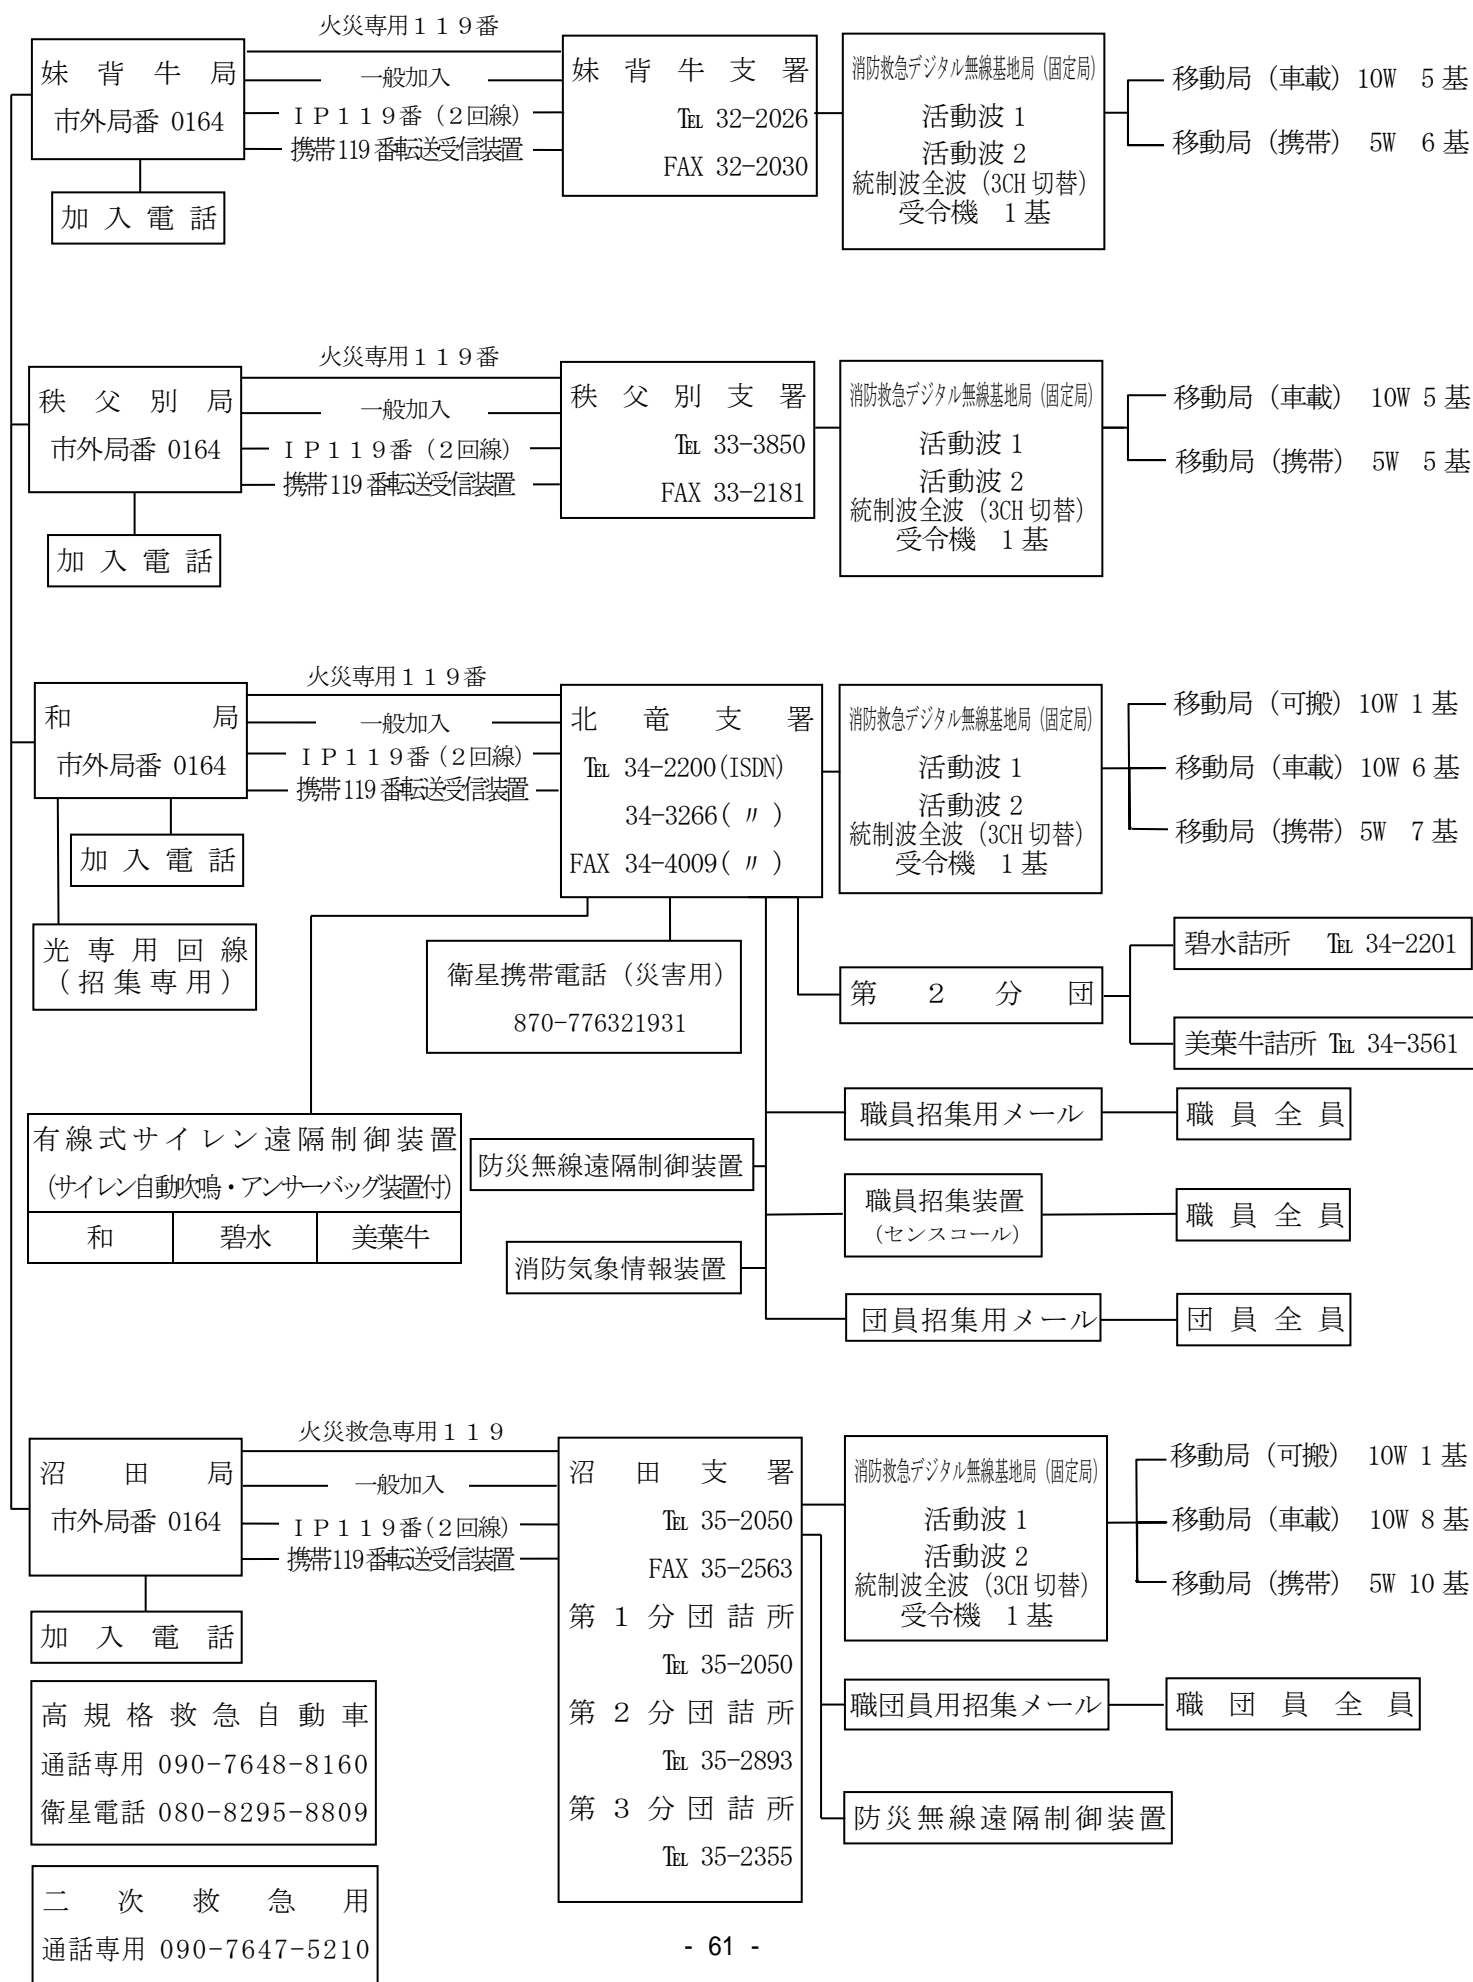 火災専用１１９番
妹背牛局
市外局番 0164
一般加入
ＩＰ１１９番（２回線）
携帯119番転送受信装置
加入電話
妹背牛支署
℡ 32-2026
FAX 32-2030
消防救急デジタル無線基地局（固定局）
活動波１
活動波２
統制波全波（3CH切替）
受令機　１基
移動局（車載）10W　５基
移動局（携帯）　5W　６基
火災専用１１９番
秩父別局
市外局番 0164
一般加入
ＩＰ１１９番（２回線）
携帯119番転送受信装置
加入電話
秩父別支署
℡ 33-3850
FAX 33-2181
消防救急デジタル無線基地局（固定局）
活動波１
活動波２
統制波全波（3CH切替）
受令機　１基
移動局（車載）　10W ５基
移動局（携帯）　5W　５基
火災専用１１９番
和局
市外局番 0164
一般加入
ＩＰ１１９番（２回線）
携帯119番転送受信装置
加入電話
光専用回線
（招集専用）
北竜支署
℡ 34-2200(ISDN)
34-3266( 〃 )
FAX 34-4009( 〃 )
消防救急デジタル無線基地局（固定局）
活動波１
活動波２
統制波全波（3CH切替）
受令機　１基
移動局（可搬）10W １基
移動局（車載）10W ６基
移動局（携帯）5W　７基
衛星携帯電話（災害用）
870-776321931
第２分団
碧水詰所　℡ 34-2201
美葉牛詰所 ℡ 34-3561
有線式サイレン遠隔制御装置
(サイレン自動吹鳴・アンサーバッグ装置付)
和　碧水　美葉牛
防災無線遠隔制御装置
消防気象情報装置
職員招集用メール
職員全員
職員招集装置
（センスコール）
職員全員
団員招集用メール
団員全員
火災救急専用１１９
沼田局
市外局番 0164
一般加入
ＩＰ１１９番（２回線）
携帯119番転送受信装置
加入電話
沼田支署
℡ 35-2050
FAX 35-2563
第１分団詰所
℡ 35-2050
第２分団詰所
℡ 35-2893
第３分団詰所
℡ 35-2355
消防救急デジタル無線基地局（固定局）
活動波１
活動波２
統制波全波（3CH切替）
受令機　１基
移動局（可搬）　10W １基
移動局（車載）　10W ８基
移動局（携帯）　5W 10基
職団員用招集メール
職団員全員
防災無線遠隔制御装置
高規格救急自動車
通話専用 090-7648-8160
衛星電話 080-8295-8809
二次救急用
通話専用 090-7647-5210
- 61 -